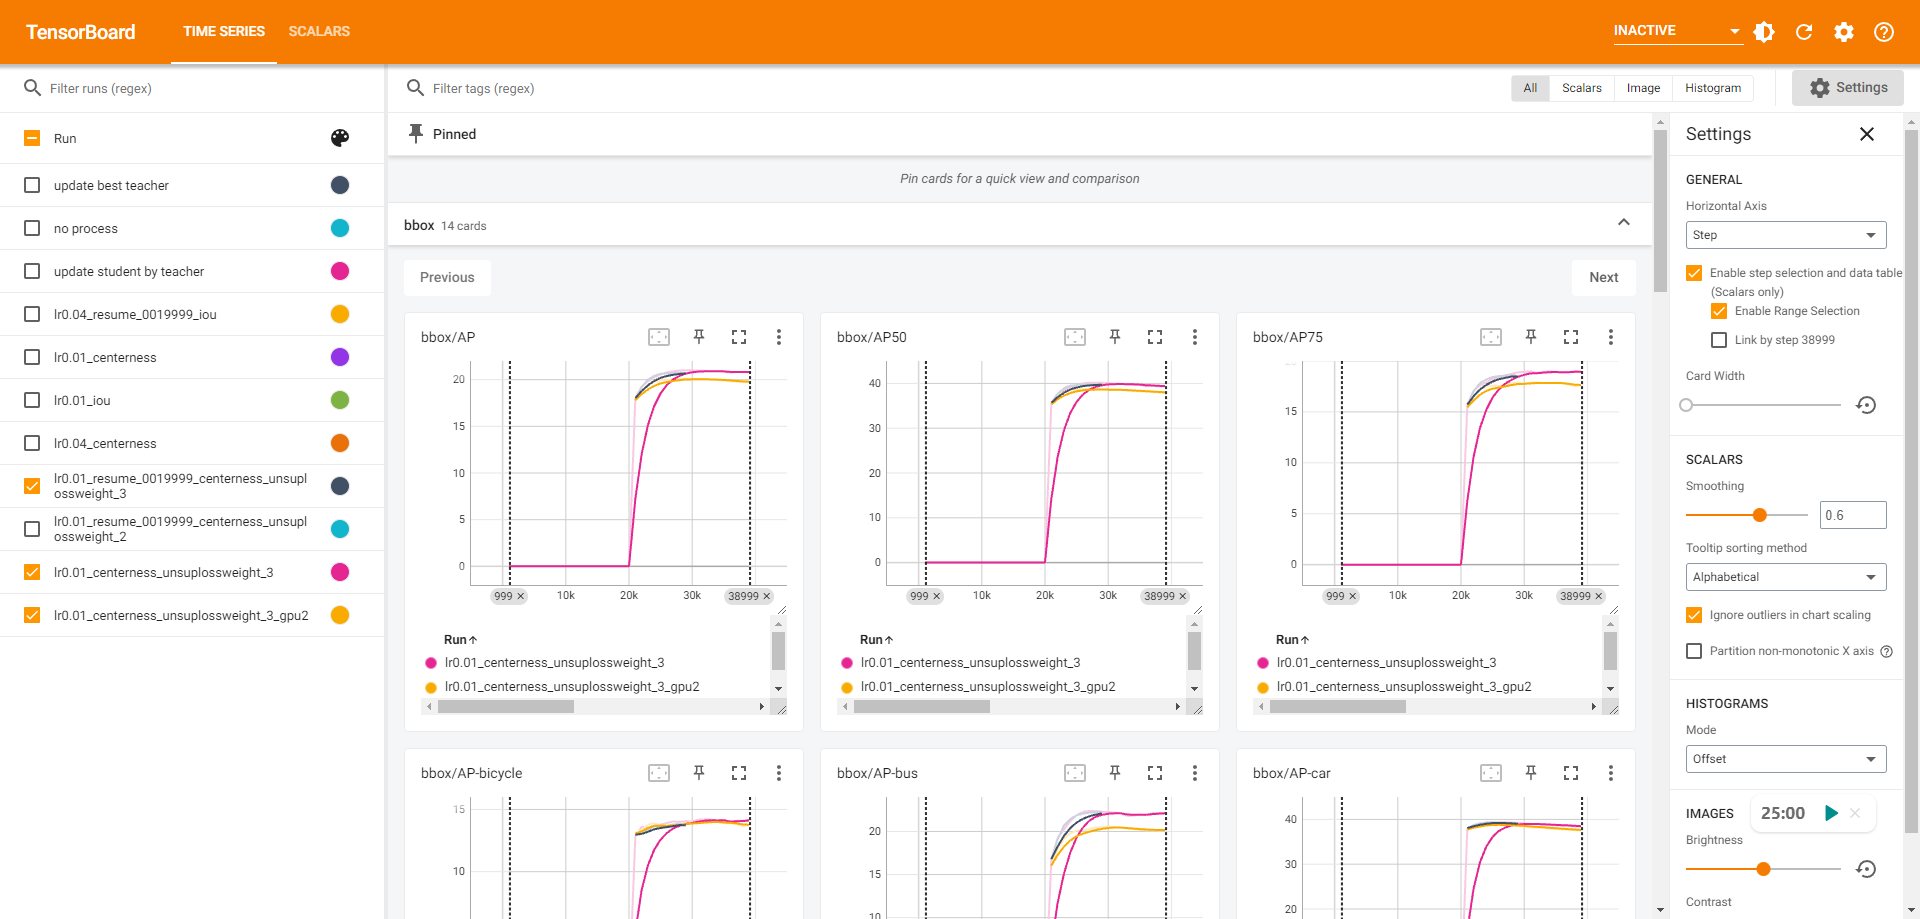 TensorBoard
TIME SERIES
SCALARS
INACTIVE
Filter runs (regex)
Filter tags (regex)
All
Scalars
Image
Histogram
Settings
Run
update best teacher
no process
update student by teacher
lr0.04_resume_0019999_iou
lr0.01_centerness
lr0.01_iou
lr0.04_centerness
lr0.01_resume_0019999_centerness_unsupl
ossweight_3
lr0.01_resume_0019999_centerness_unsupl
ossweight_2
lr0.01_centerness_unsuplossweight_3
lr0.01_centerness_unsuplossweight_3_gpu2
Pinned
Pin cards for a quick view and comparison
bbox 14 cards
Previous
Next
bbox/AP
20
15
10
5
0
999
10k
20k
30k
38999
Run
lr0.01_centerness_unsuplossweight_3
lr0.01_centerness_unsuplossweight_3_gpu2
bbox/AP50
40
30
20
10
0
999
10k
20k
30k
38999
Run
lr0.01_centerness_unsuplossweight_3
lr0.01_centerness_unsuplossweight_3_gpu2
bbox/AP75
15
10
5
0
999
10k
20k
30k
38999
Run
lr0.01_centerness_unsuplossweight_3
lr0.01_centerness_unsuplossweight_3_gpu2
bbox/AP-bicycle
15
10
bbox/AP-bus
20
15
10
bbox/AP-car
40
30
20
Settings
GENERAL
Horizontal Axis
Step
Enable step selection and data table
(Scalars only)
Enable Range Selection
Link by step 38999
Card Width
SCALARS
Smoothing
0.6
Tooltip sorting method
Alphabetical
Ignore outliers in chart scaling
Partition non-monotonic X axis
HISTOGRAMS
Mode
Offset
IMAGES
25:00
Brightness
Contrast